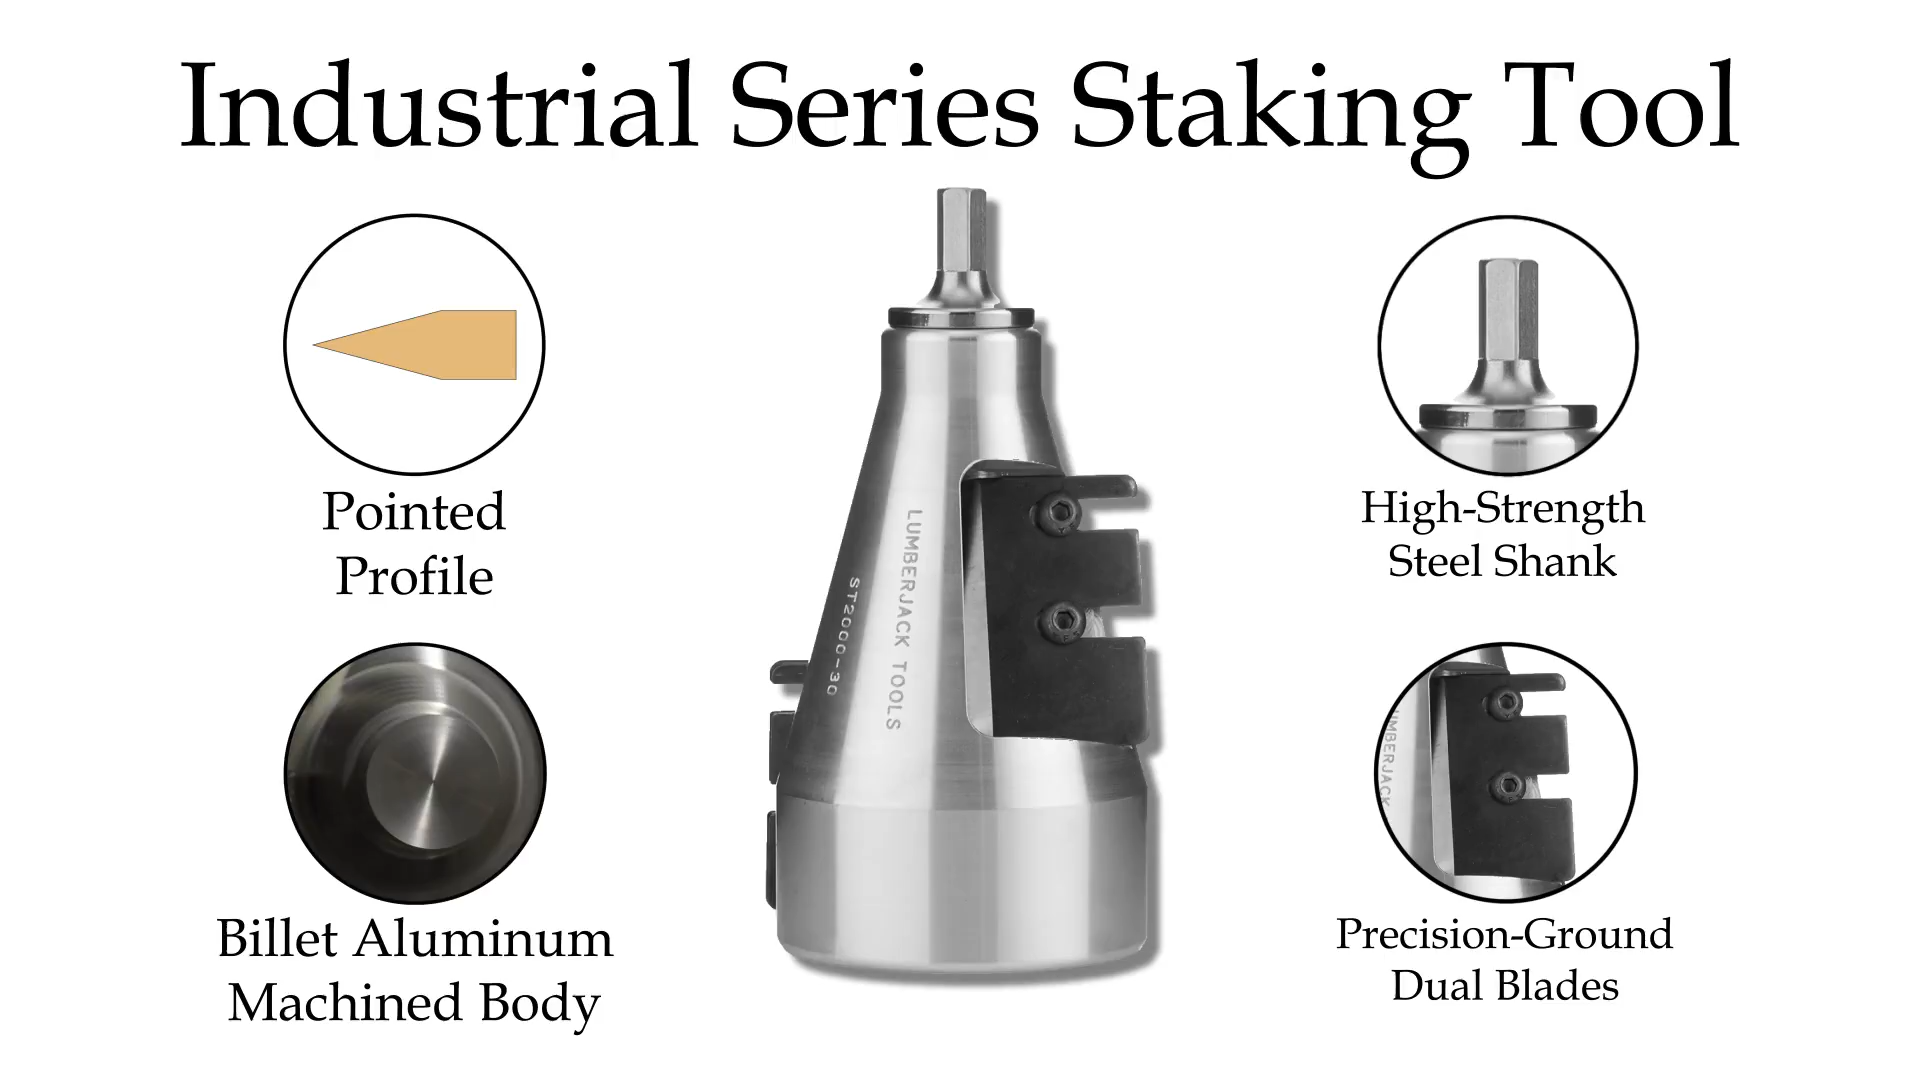 Industrial Series Staking Tool
Pointed
Profile
High-Strength
Steel Shank
LUMBERJACK TOOLS
ST2000-30
Billet Aluminum
Machined Body
UMBERJACK
Precision-Ground
Dual Blades